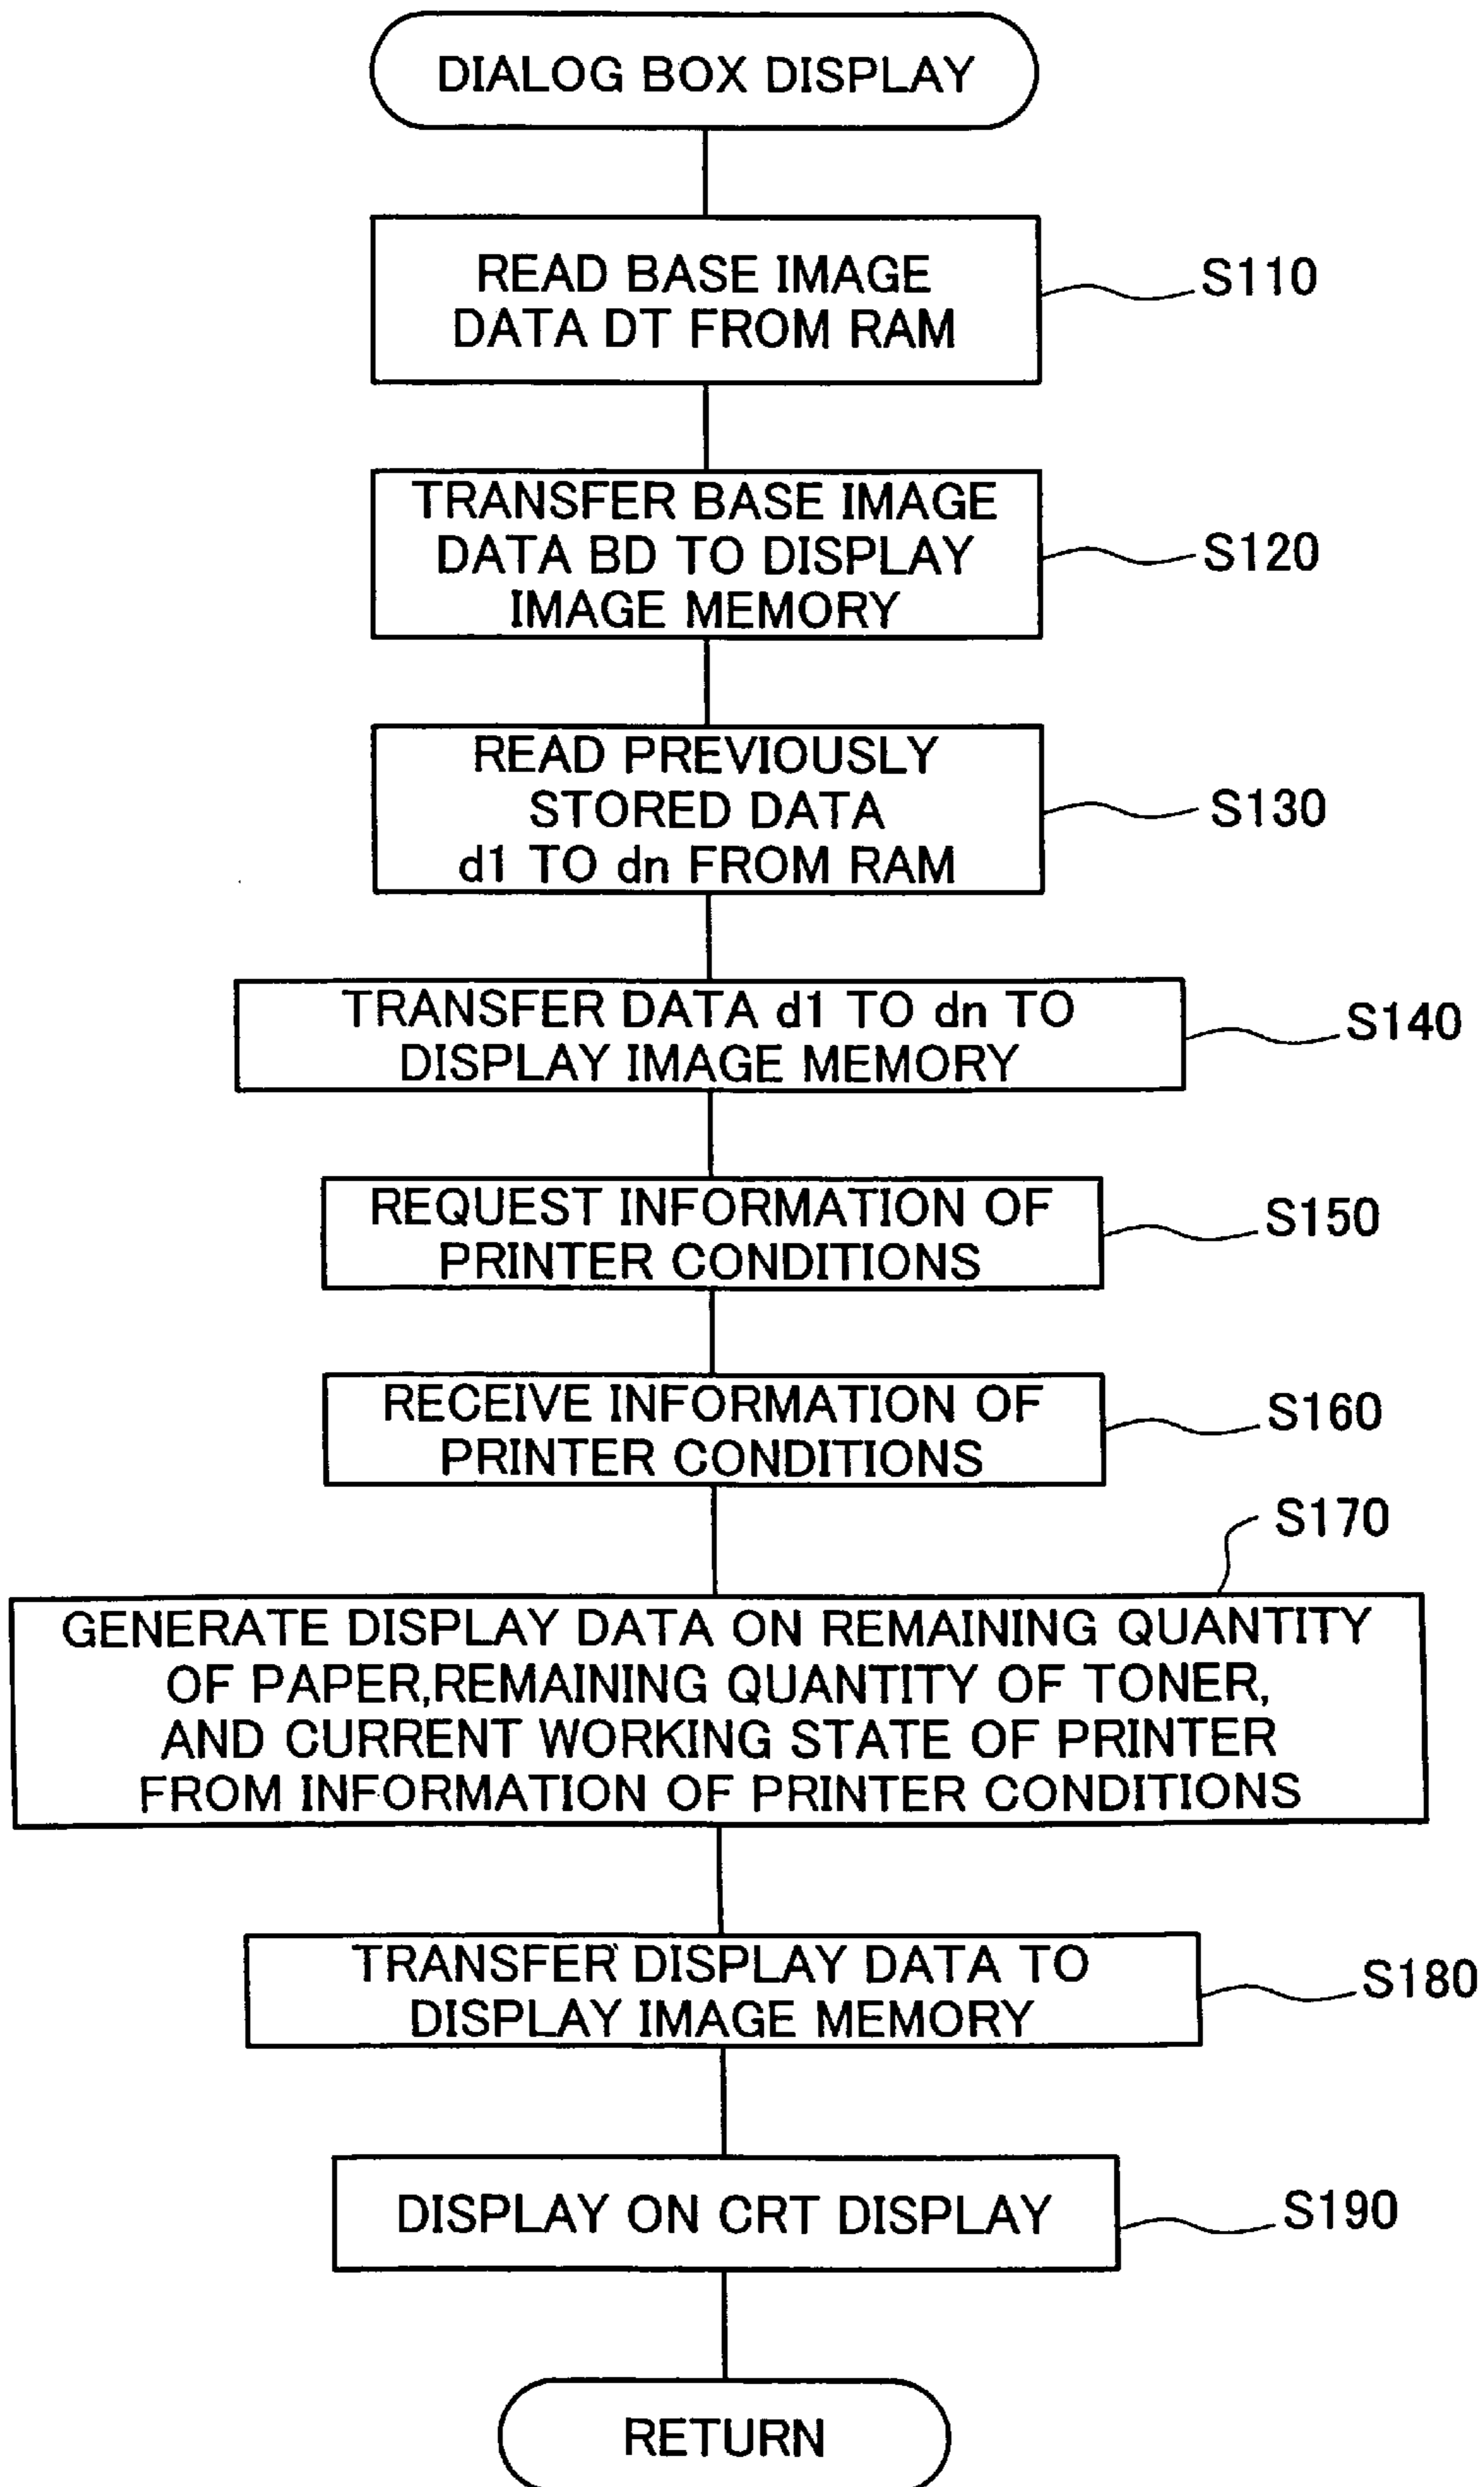 DIALOG BOX DISPLAY
READ BASE IMAGE
DATA DT FROM RAM
S110
TRANSFER BASE IMAGE
DATA BD TO DISPLAY
IMAGE MEMORY
S120
READ PREVIOUSLY
STORED DATA
d1 TO dn FROM RAM
S130
TRANSFER DATA d1 TO dn TO
DISPLAY IMAGE MEMORY
S140
REQUEST INFORMATION OF
PRINTER CONDITIONS
S150
RECEIVE INFORMATION OF
PRINTER CONDITIONS
S160
S170
GENERATE DISPLAY DATA ON REMAINING QUANTITY
OF PAPER,REMAINING QUANTITY OF TONER,
AND CURRENT WORKING STATE OF PRINTER
FROM INFORMATION OF PRINTER CONDITIONS
TRANSFER DISPLAY DATA TO
DISPLAY IMAGE MEMORY
S180
DISPLAY ON CRT DISPLAY
S190
RETURN